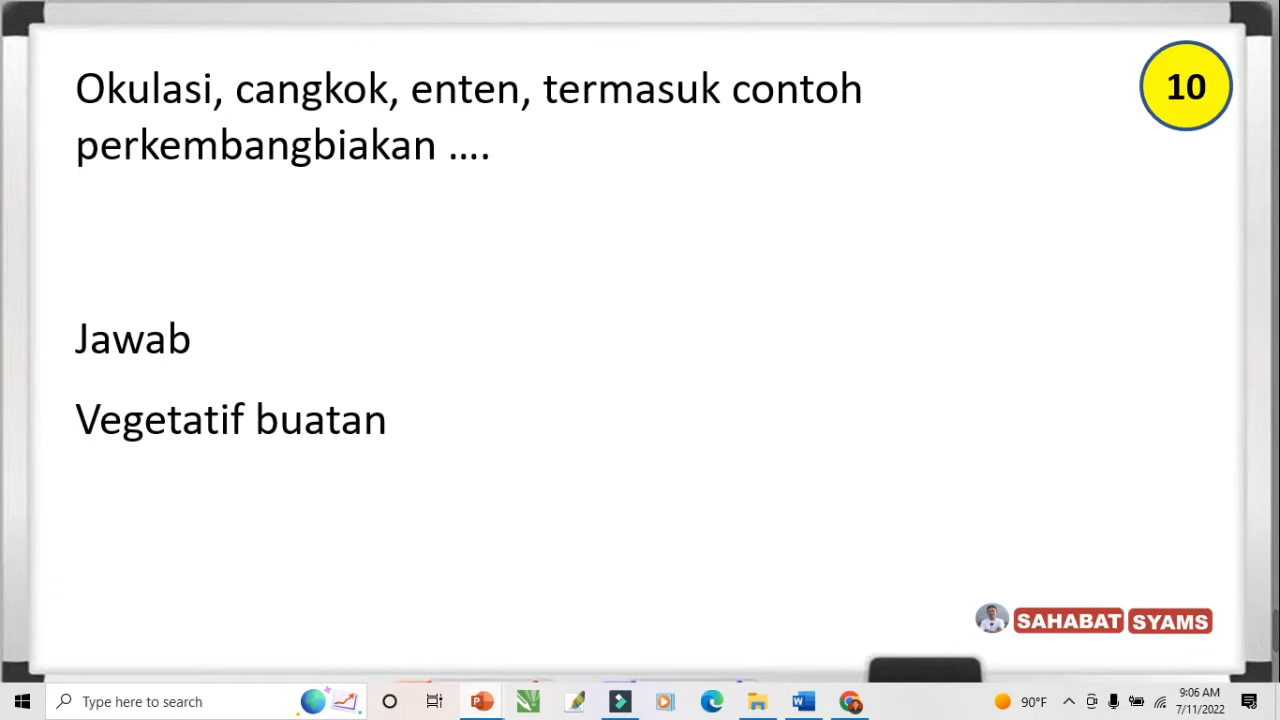 Okulasi, cangkok, enten, termasuk contoh
perkembangbiakan ....
10
Jawab
Vegetatif buatan
SAHABAT SYAMS
Type here to search
90°F
9:06 AM
7/11/2022